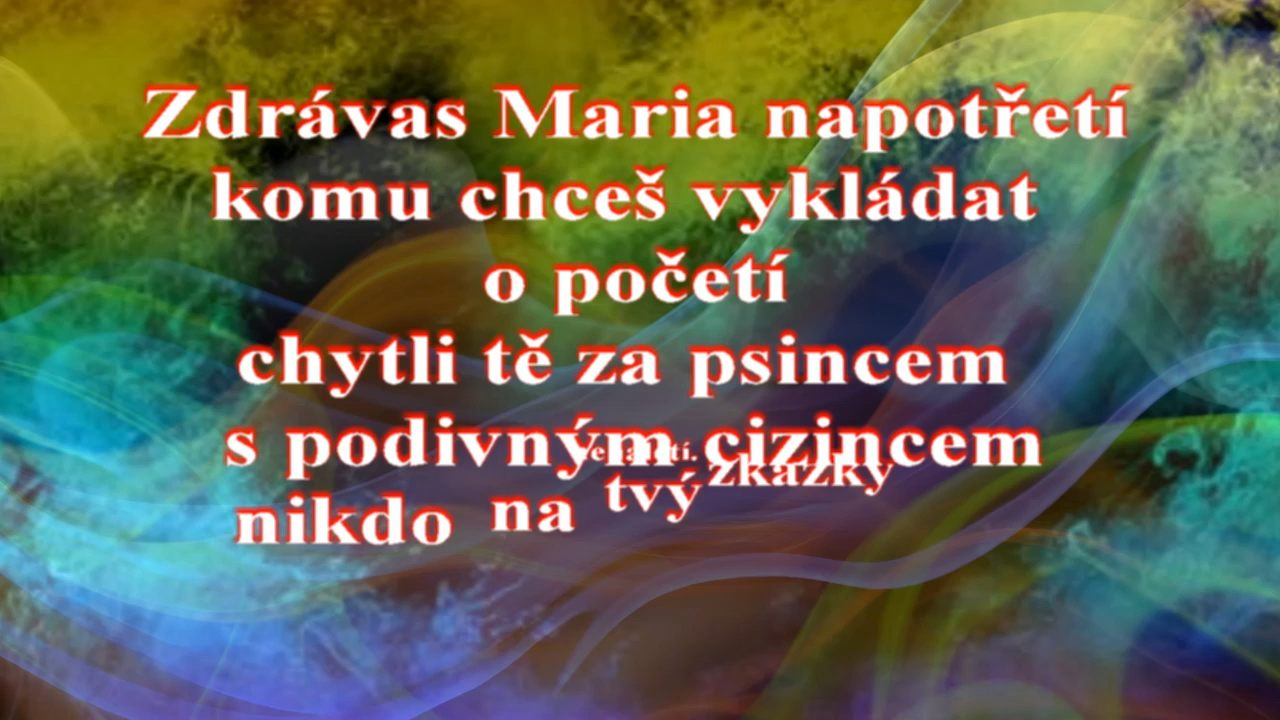 Zdrávas Maria napotřetí
komu chceš vykládat
o početí
chytli tě za psincem
s podivným cizincem
nikdo na tvý zkazky